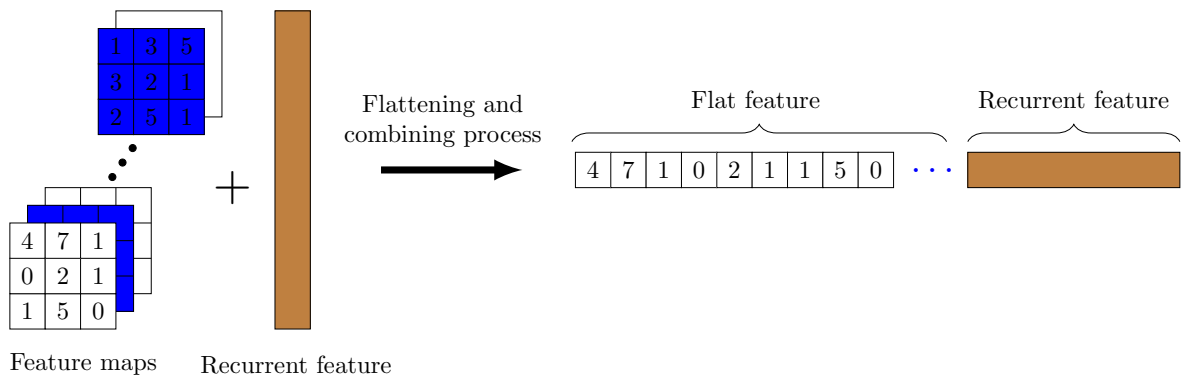 1 3 5
3 2 1
2 5 1
4 7 1
0 2 1
1 5 0
Feature maps
+
Recurrent feature
Flattening and
combining process
Flat feature
4 7 1 0 2 1 1 5 0 ...
Recurrent feature